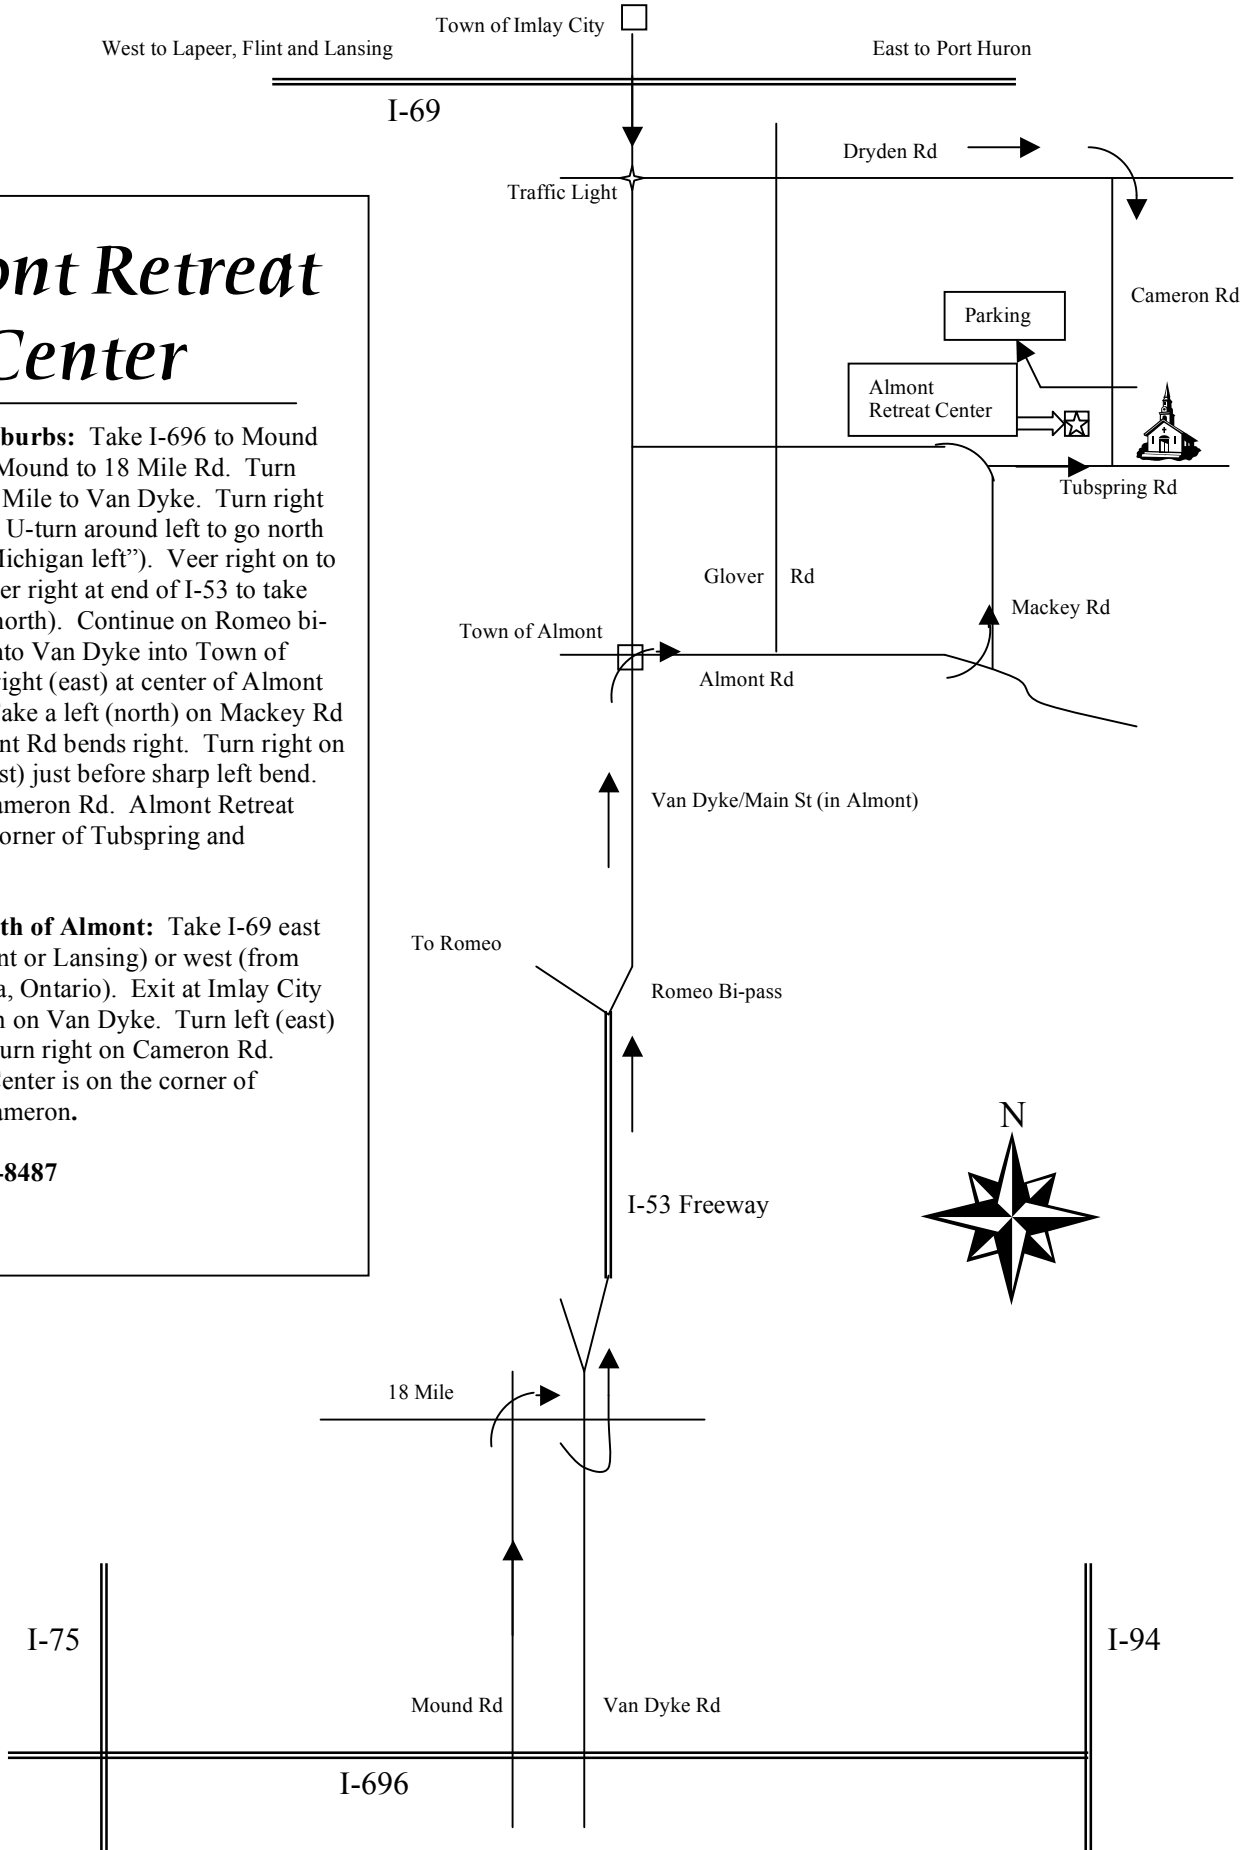 Town of Imlay City
West to Lapeer, Flint and Lansing
East to Port Huron
I-69
Dryden Rd
Traffic Light
Cameron Rd
Parking
Almont
Retreat Center
Tubspring Rd
Glover Rd
Mackey Rd
Town of Almont
Almont Rd
Van Dyke/Main St (in Almont)
To Romeo
Romeo Bi-pass
N
I-53 Freeway
18 Mile
I-75
I-94
Mound Rd
Van Dyke Rd
I-696
ont Retreat
Center
burbs: Take I-696 to Mound
Mound to 18 Mile Rd. Turn
Mile to Van Dyke. Turn right
U-turn around left to go north
ichigan left”). Veer right on to
er right at end of I-53 to take
north). Continue on Romeo bi-
nto Van Dyke into Town of
right (east) at center of Almont
ake a left (north) on Mackey Rd
nt Rd bends right. Turn right on
st) just before sharp left bend.
ameron Rd. Almont Retreat
orner of Tubspring and
th of Almont: Take I-69 east
nt or Lansing) or west (from
a, Ontario). Exit at Imlay City
n on Van Dyke. Turn left (east)
urn right on Cameron Rd.
Center is on the corner of
ameron.
-8487